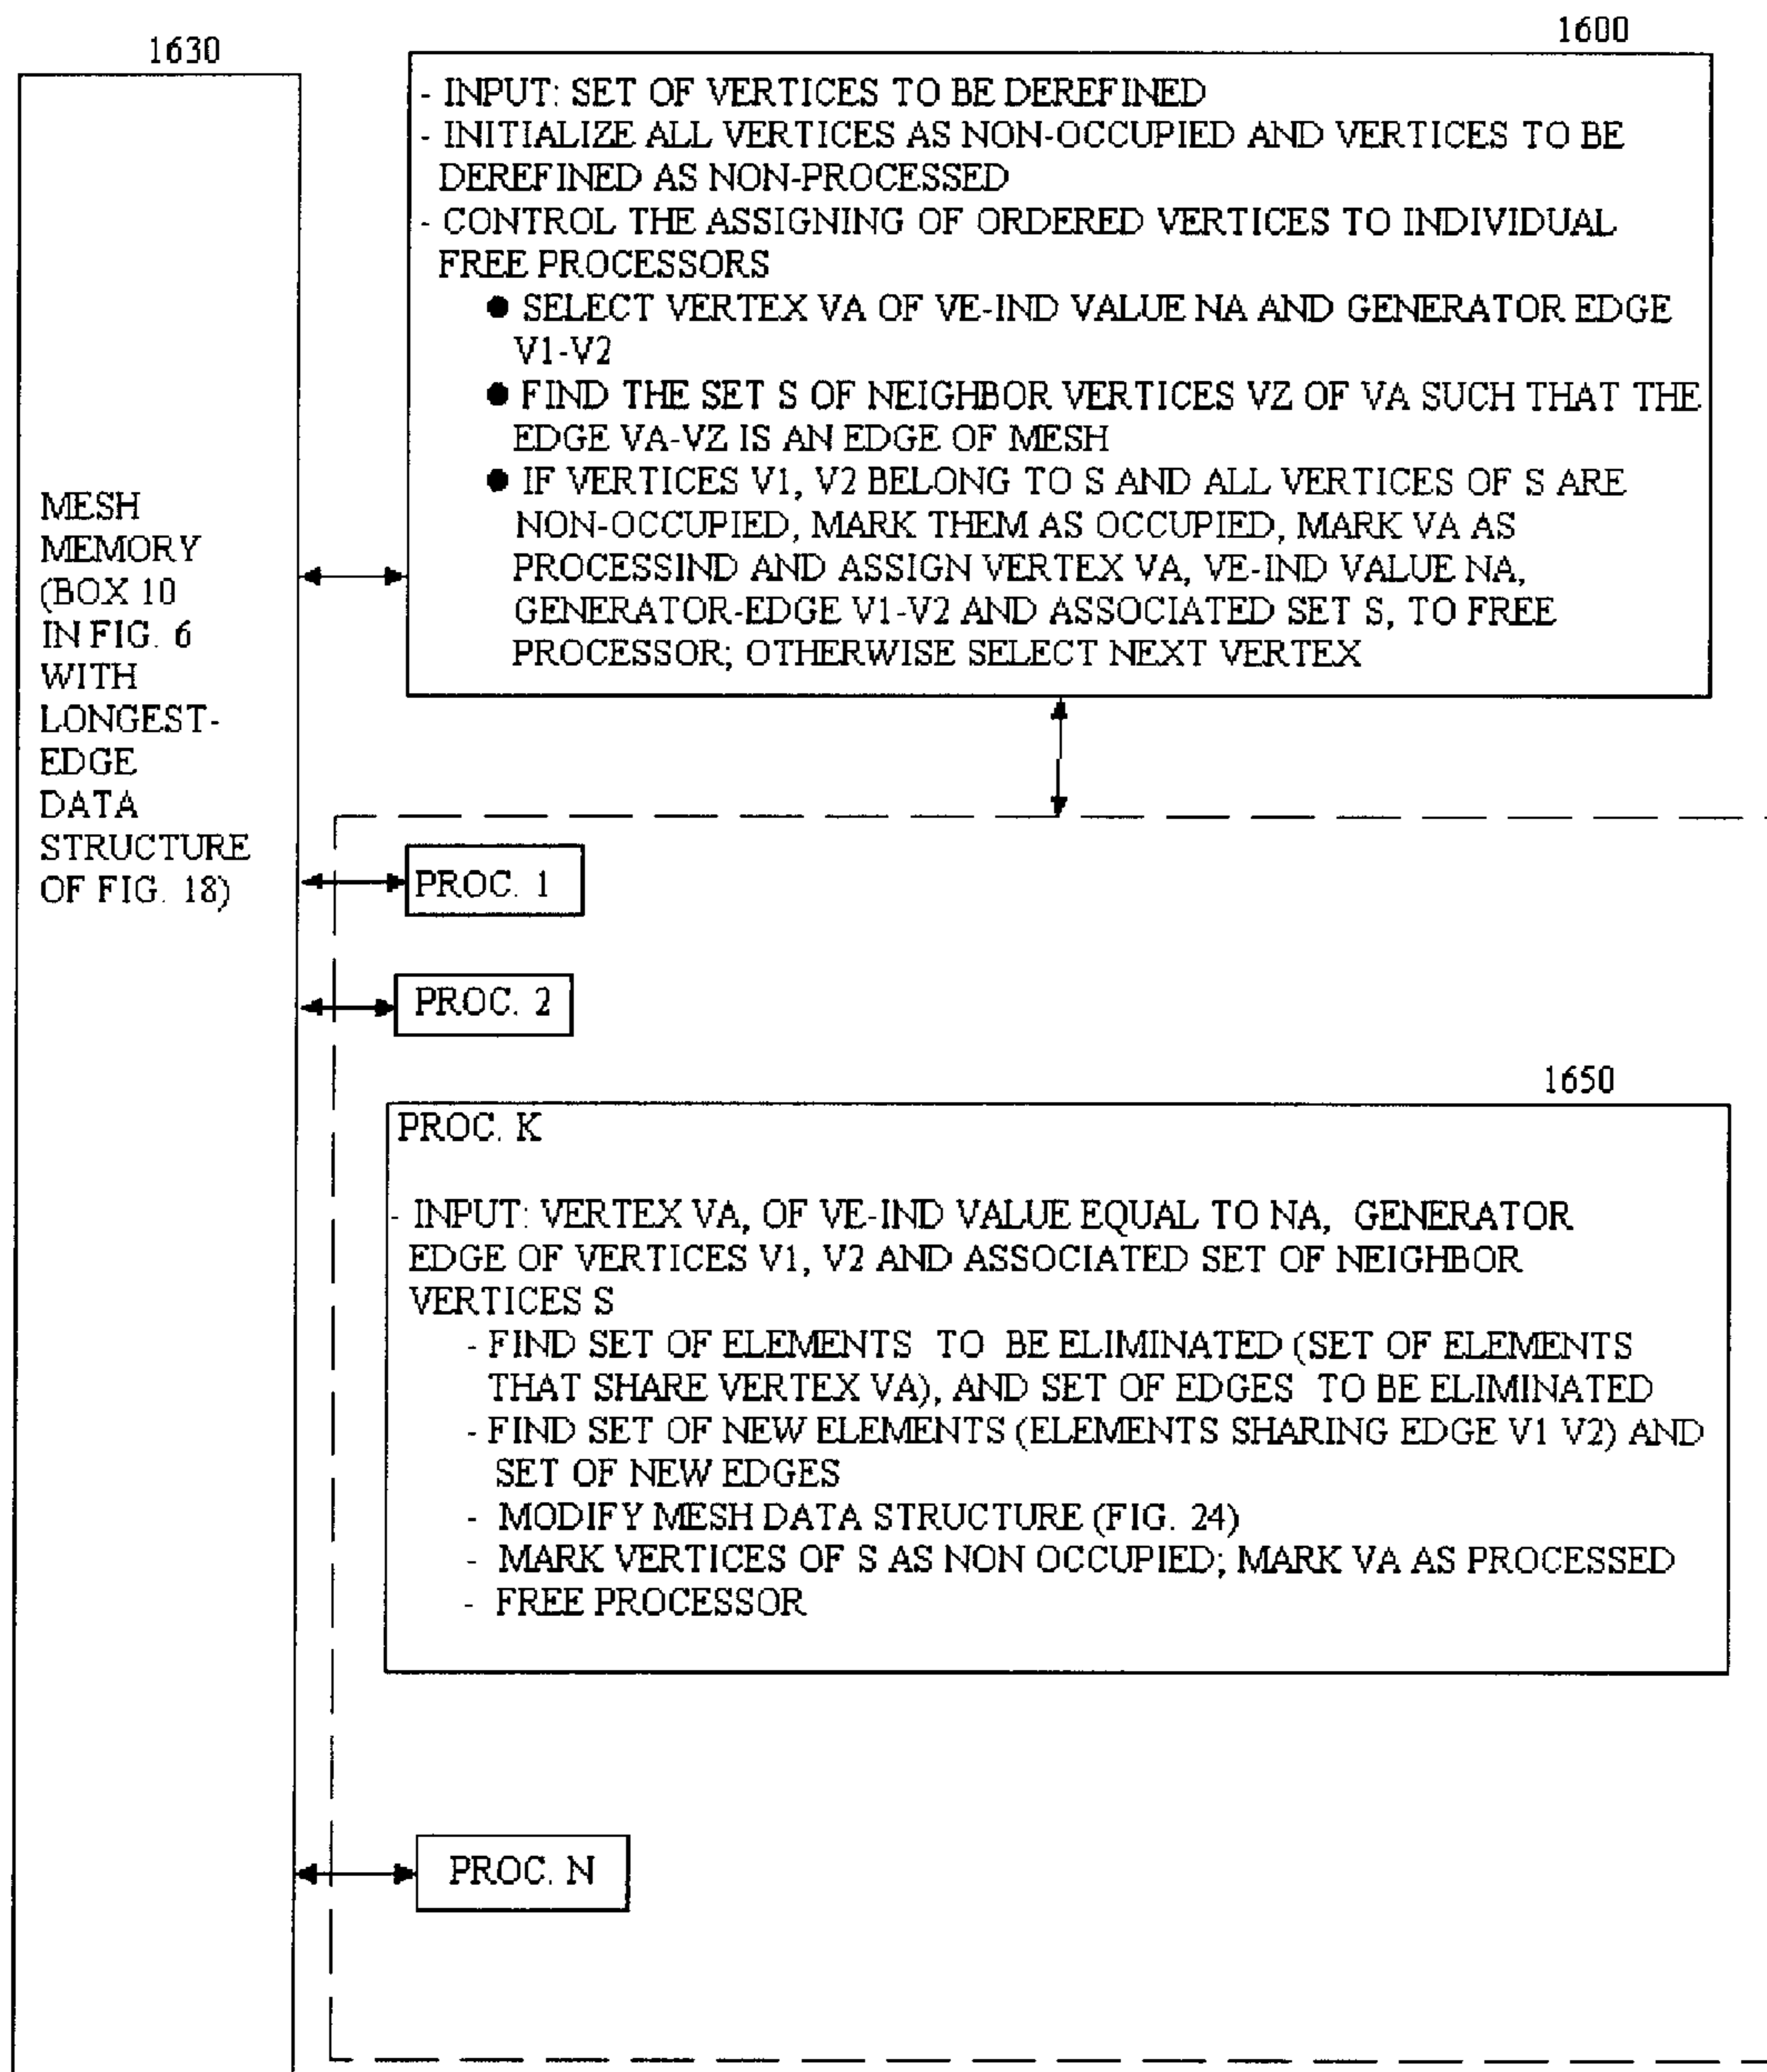 1630
MESH
MEMORY
(BOX 10
IN FIG. 6
WITH
LONGEST-
EDGE
DATA
STRUCTURE
OF FIG. 18)
1600
- INPUT: SET OF VERTICES TO BE DEREFINED
- INITIALIZE ALL VERTICES AS NON-OCCUPIED AND VERTICES TO BE
DEREFINED AS NON-PROCESSED
- CONTROL THE ASSIGNING OF ORDERED VERTICES TO INDIVIDUAL
FREE PROCESSORS
● SELECT VERTEX VA OF VE-IND VALUE NA AND GENERATOR EDGE
V1-V2
● FIND THE SET S OF NEIGHBOR VERTICES VZ OF VA SUCH THAT THE
EDGE VA-VZ IS AN EDGE OF MESH
● IF VERTICES V1, V2 BELONG TO S AND ALL VERTICES OF S ARE
NON-OCCUPIED, MARK THEM AS OCCUPIED, MARK VA AS
PROCESSIND AND ASSIGN VERTEX VA, VE-IND VALUE NA,
GENERATOR-EDGE V1-V2 AND ASSOCIATED SET S, TO FREE
PROCESSOR; OTHERWISE SELECT NEXT VERTEX
PROC. 1
PROC. 2
1650
PROC. K
- INPUT: VERTEX VA, OF VE-IND VALUE EQUAL TO NA, GENERATOR
EDGE OF VERTICES V1, V2 AND ASSOCIATED SET OF NEIGHBOR
VERTICES S
- FIND SET OF ELEMENTS TO BE ELIMINATED (SET OF ELEMENTS
THAT SHARE VERTEX VA), AND SET OF EDGES TO BE ELIMINATED
- FIND SET OF NEW ELEMENTS (ELEMENTS SHARING EDGE V1 V2) AND
SET OF NEW EDGES
- MODIFY MESH DATA STRUCTURE (FIG. 24)
- MARK VERTICES OF S AS NON OCCUPIED; MARK VA AS PROCESSED
- FREE PROCESSOR
PROC. N